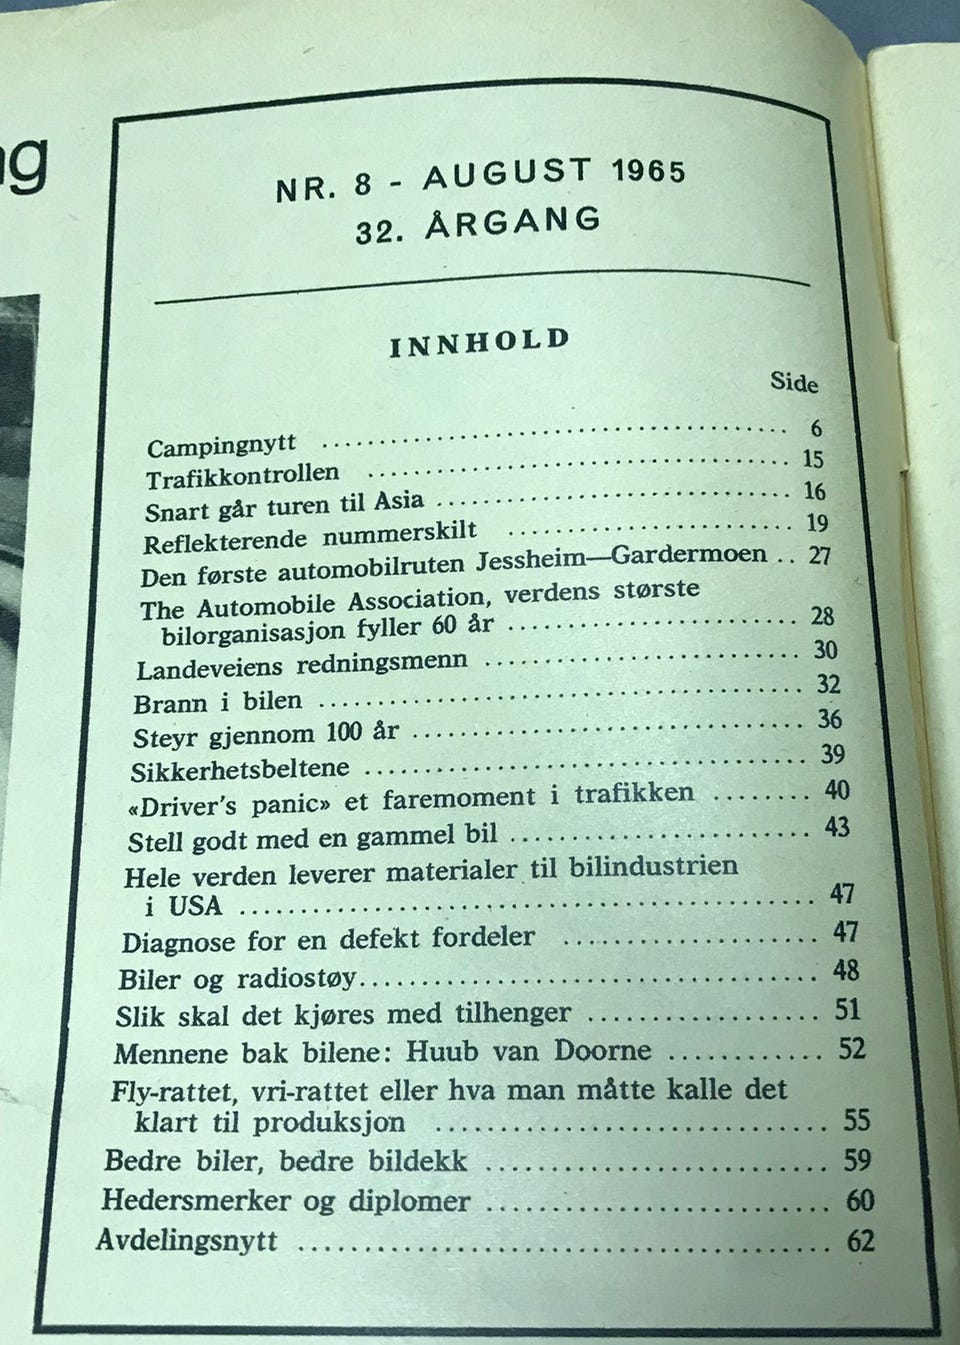 NR. 8 - AUGUST 1965
32. ÅRGANG
INNHOLD
Side
Campingnytt ........................................ 6
Trafikkontrollen ................................... 15
Snart går turen til Asia ............................. 16
Reflekterende nummerskilt ......................... 19
Den første automobilruten Jessheim—Gardermoen .. 27
The Automobile Association, verdens største
bilorganisasjon fyller 60 år ........................ 28
Landeveiens redningsmenn ......................... 30
Brann i bilen ...................................... 32
Steyr gjennom 100 år ............................... 36
Sikkerhetsbeltene .................................. 39
«Driver's panic» et faremoment i trafikken ........ 40
Stell godt med en gammel bil ....................... 43
Hele verden leverer materialer til bilindustrien
i USA ............................................ 47
Diagnose for en defekt fordeler .................... 47
Biler og radiostøy.................................. 48
Slik skal det kjøres med tilhenger .................. 51
Mennene bak bilene: Huub van Doorne ............ 52
Fly-rattet, vri-rattet eller hva man måtte kalle det
klart til produksjon .............................. 55
Bedre biler, bedre bildekk .......................... 59
Hedersmerker og diplomer .......................... 60
Avdelingsnytt ...................................... 62